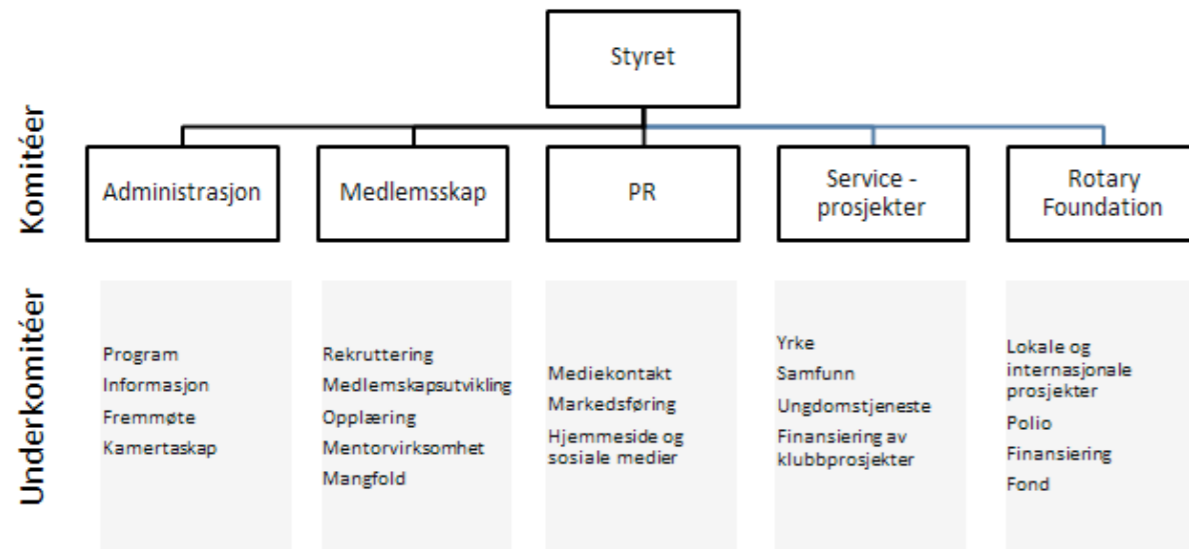 Styret
Komitéer
Administrasjon
Medlemsskap
PR
Service -
prosjekter
Rotary
Foundation
Underkomitéer
Program
Informasjon
Fremmøte
Kamertaskap
Rekruttering
Medlemskapsutvikling
Opplæring
Mentorvirksomhet
Mangfold
Mediekontakt
Markedsføring
Hjemmeside og
sosiale medier
Yrke
Samfunn
Ungdomstjeneste
Finansiering av
klubbprosjekter
Lokale og
internasjonale
prosjekter
Polio
Finansiering
Fond